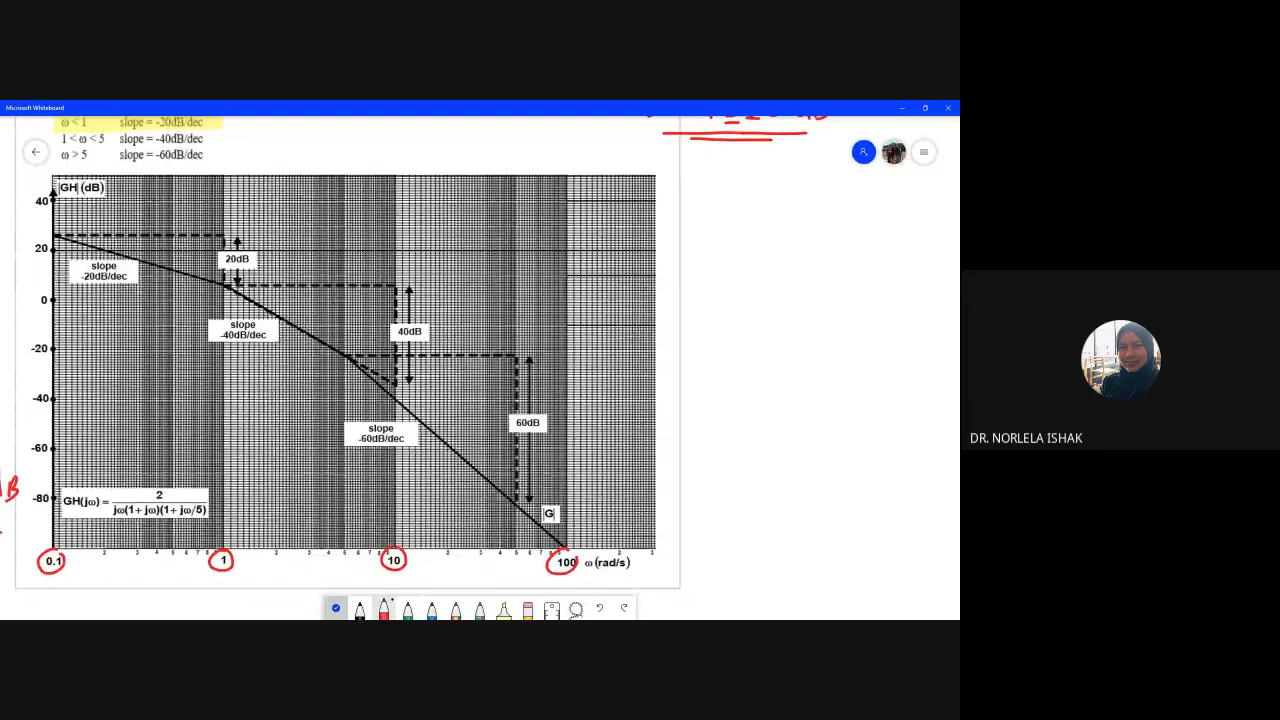 Microsoft Whiteboard
ω < 1 slope = -20dB/dec
1 < ω < 5 slope = -40dB/dec
ω > 5 slope = -60dB/dec
|GH| (dB)
40
20
0
-20
-40
-60
-80
20dB
slope
-20dB/dec
slope
-40dB/dec
40dB
slope
-60dB/dec
60dB
|G|
GH(jω) = 2 / jω(1+ jω)(1+ jω/5)
0.1 1 10 100 ω (rad/s)
DR. NORLELA ISHAK